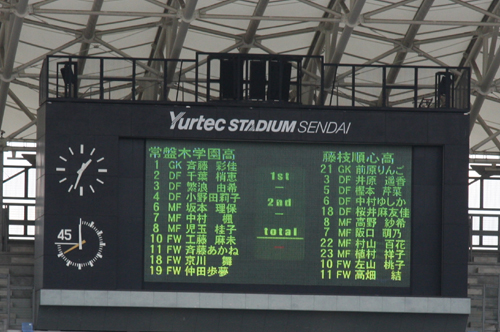 Yurtec STADIUM SENDAI
常盤木学園高
1 GK 斉藤 彩佳
2 DF 千葉 梢恵
3 DF 繁浪 由希
4 DF 小野田莉子
6 MF 坂本 理保
7 MF 中村 楓
8 MF 児玉 桂子
10 FW 工藤 麻未
11 FW 斉藤あかね
18 FW 京川 舞
19 FW 仲田歩夢
1st
2nd
total
藤枝順心高
21 GK 前原りんご
3 DF 井原 遥香
5 DF 櫻本 芹菜
6 DF 中村ゆしか
18 DF 桜井麻友佳
8 MF 高野 紗希
7 MF 阪口 萌乃
22 MF 村山 百花
23 MF 植村 祥子
10 FW 左山 桃子
11 FW 高畑 結
45